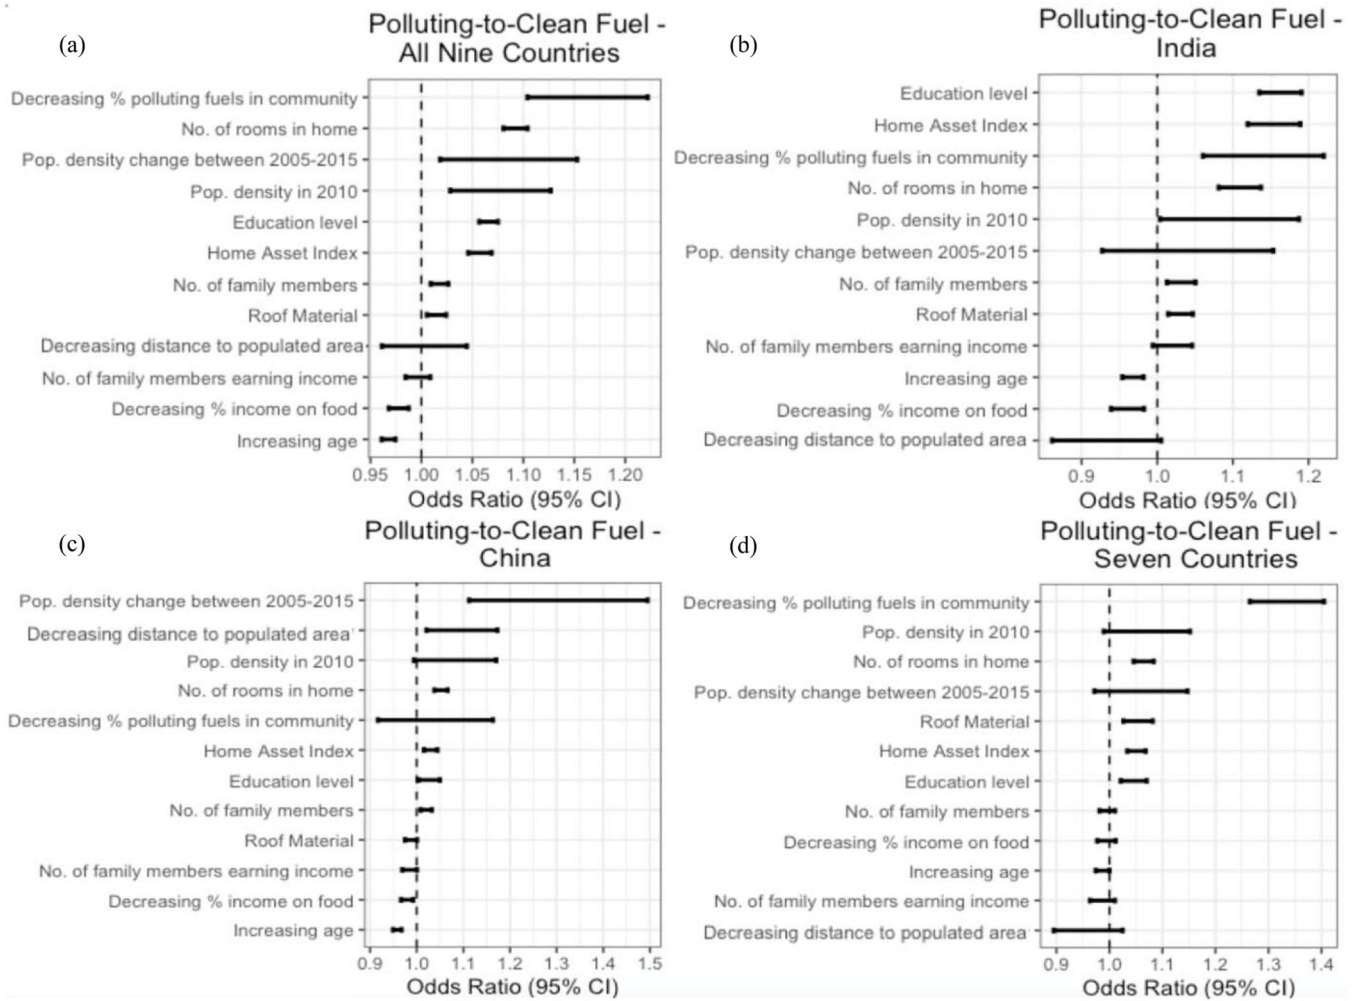 (a)
Polluting-to-Clean Fuel -
All Nine Countries
Decreasing % polluting fuels in community
No. of rooms in home
Pop. density change between 2005-2015
Pop. density in 2010
Education level
Home Asset Index
No. of family members
Roof Material
Decreasing distance to populated area
No. of family members earning income
Decreasing % income on food
Increasing age
0.95 1.00 1.05 1.10 1.15 1.20
Odds Ratio (95% CI)
(b)
Polluting-to-Clean Fuel -
India
Education level
Home Asset Index
Decreasing % polluting fuels in community
No. of rooms in home
Pop. density in 2010
Pop. density change between 2005-2015
No. of family members
Roof Material
No. of family members earning income
Increasing age
Decreasing % income on food
Decreasing distance to populated area
0.9 1.0 1.1 1.2
Odds Ratio (95% CI)
(c)
Polluting-to-Clean Fuel -
China
Pop. density change between 2005-2015
Decreasing distance to populated area
Pop. density in 2010
No. of rooms in home
Decreasing % polluting fuels in community
Home Asset Index
Education level
No. of family members
Roof Material
No. of family members earning income
Decreasing % income on food
Increasing age
0.9 1.0 1.1 1.2 1.3 1.4 1.5
Odds Ratio (95% CI)
(d)
Polluting-to-Clean Fuel -
Seven Countries
Decreasing % polluting fuels in community
Pop. density in 2010
No. of rooms in home
Pop. density change between 2005-2015
Roof Material
Home Asset Index
Education level
No. of family members
Decreasing % income on food
Increasing age
No. of family members earning income
Decreasing distance to populated area
0.9 1.0 1.1 1.2 1.3 1.4
Odds Ratio (95% CI)